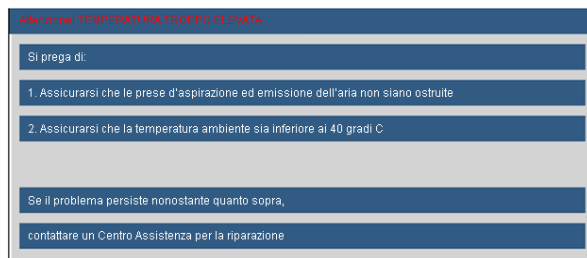 Attenzione: TEMPERATURA TROPPO ELEVATA
Si prega di:
1. Assicurarsi che le prese d'aspirazione ed emissione dell'aria non siano ostruite
2. Assicurarsi che la temperatura ambiente sia inferiore ai 40 gradi C
Se il problema persiste nonostante quanto sopra,
contattare un Centro Assistenza per la riparazione